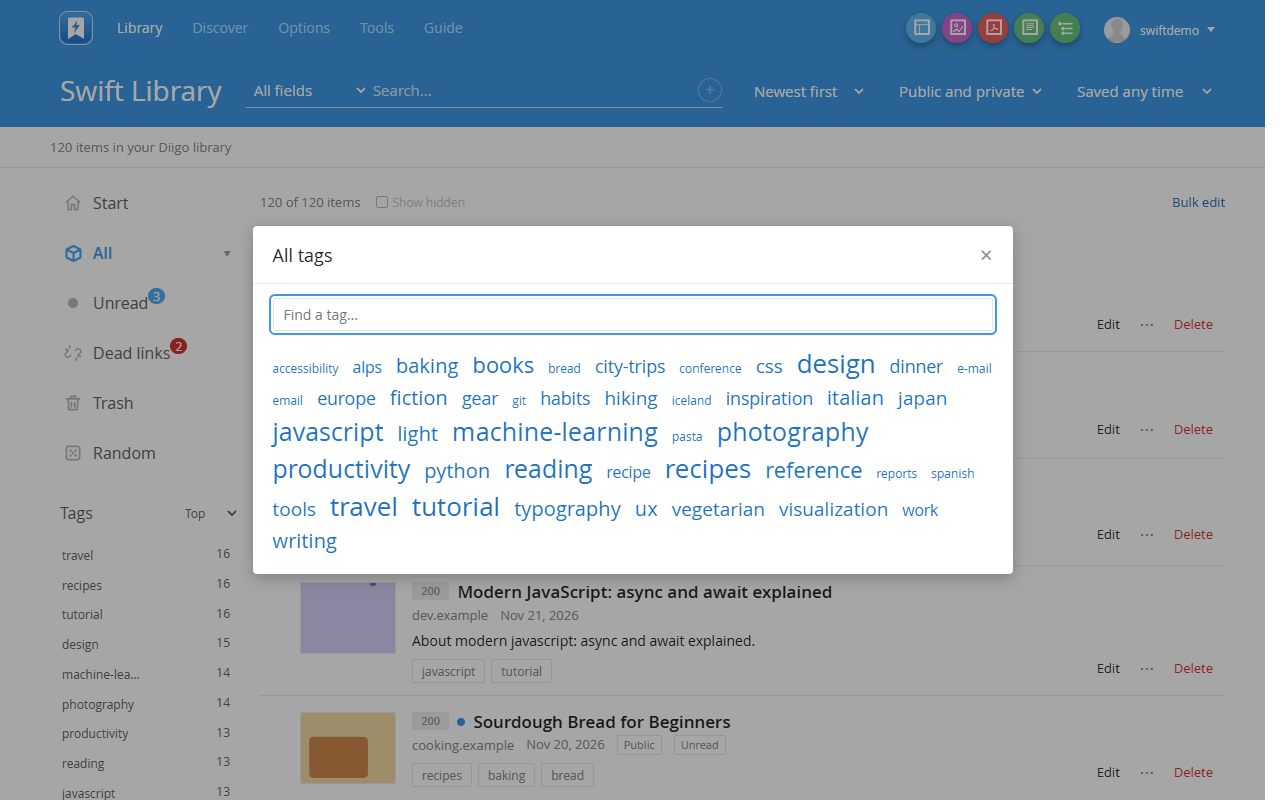 Library Discover Options Tools Guide swiftdemo
Swift Library All fields Search... Newest first Public and private Saved any time
120 items in your Diigo library
Start
All
Unread 3
Dead links 2
Trash
Random
Tags Top
travel 16
recipes 16
tutorial 16
design 15
machine-lea... 14
photography 14
productivity 13
reading 13
javascript 13
120 of 120 items Show hidden Bulk edit
All tags ×
Find a tag...
accessibility alps baking books bread city-trips conference css design dinner e-mail
email europe fiction gear git habits hiking iceland inspiration italian japan
javascript light machine-learning pasta photography
productivity python reading recipe recipes reference reports spanish
tools travel tutorial typography ux vegetarian visualization work
writing
Edit ... Delete
Edit ... Delete
Edit ... Delete
200 Modern JavaScript: async and await explained
dev.example Nov 21, 2026
About modern javascript: async and await explained.
javascript tutorial
Edit ... Delete
200 Sourdough Bread for Beginners
cooking.example Nov 20, 2026 Public Unread
recipes baking bread
Edit ... Delete